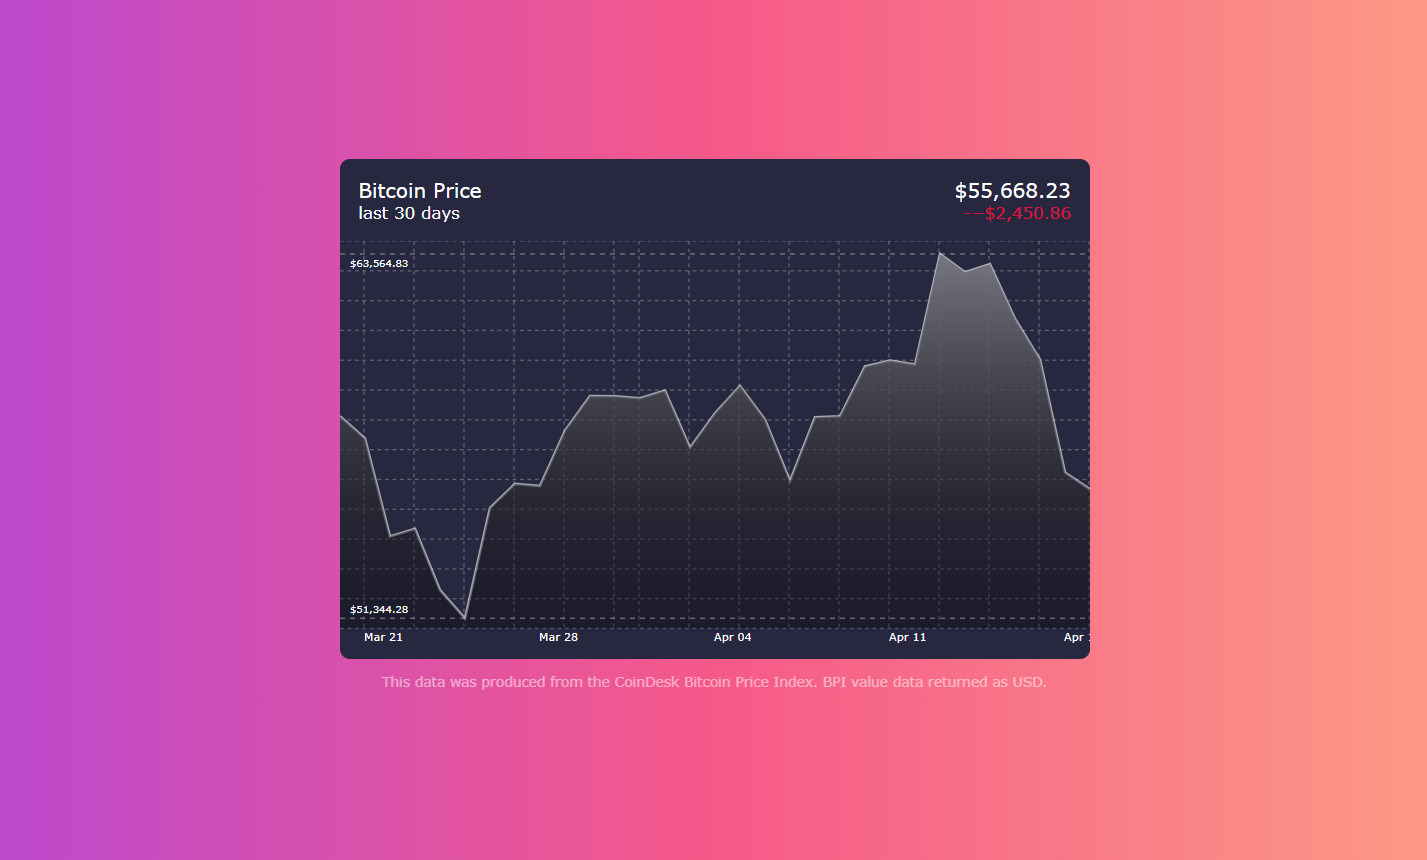 Bitcoin Price
$55,668.23
last 30 days
−−$2,450.86
$63,564.83
$51,344.28
Mar 21
Mar 28
Apr 04
Apr 11
Apr
This data was produced from the CoinDesk Bitcoin Price Index. BPI value data returned as USD.